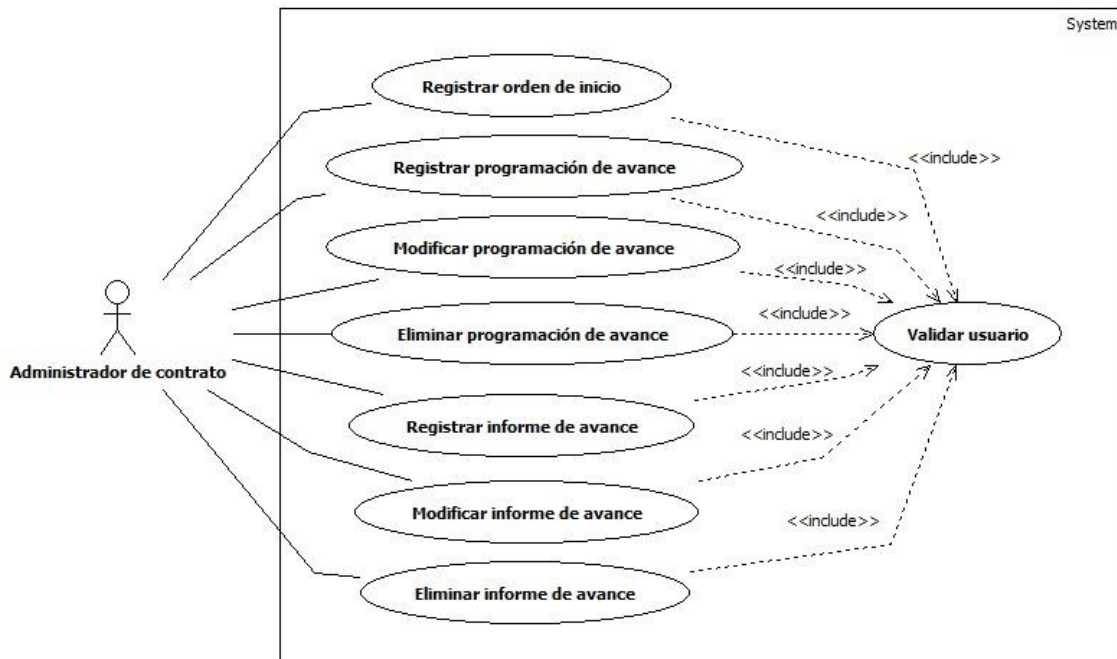 System
Registrar orden de inicio
<<include>>
Registrar programación de avance
<<include>>
Modificar programación de avance
<<include>>
Eliminar programación de avance
<<include>>
Validar usuario
Administrador de contrato
<<include>>
Registrar informe de avance
<<include>>
Modificar informe de avance
<<include>>
Eliminar informe de avance